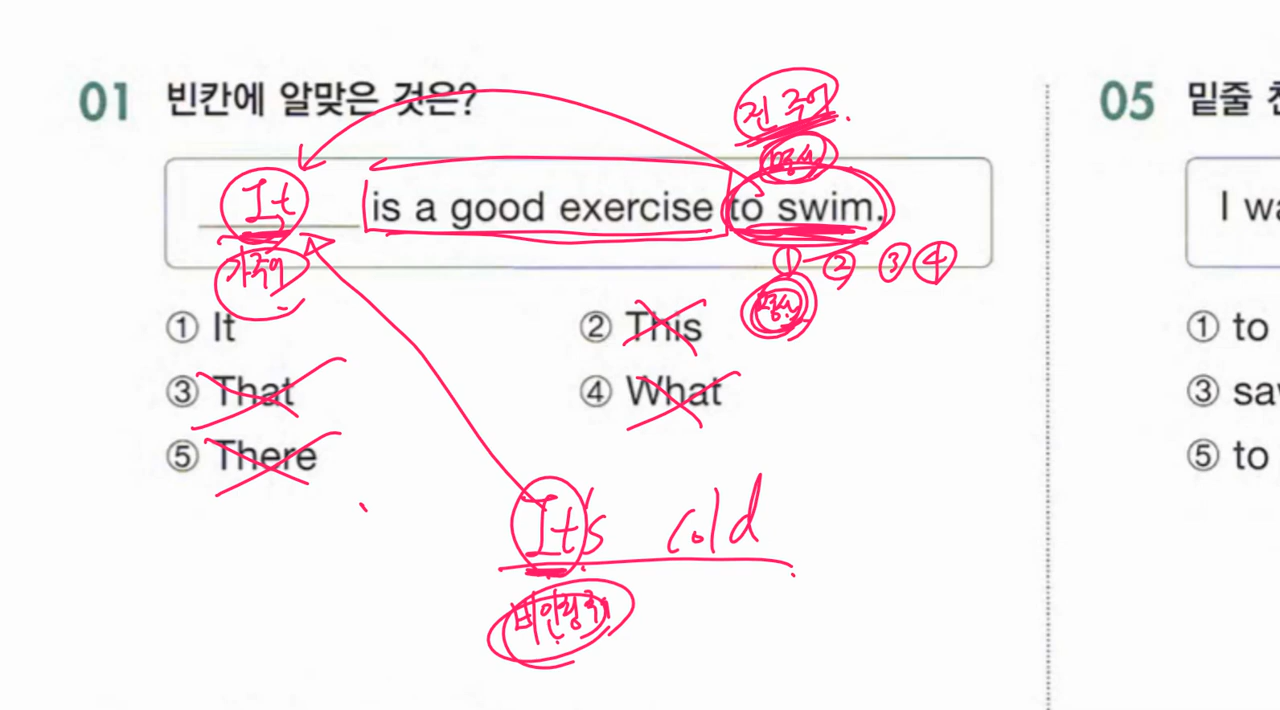 01 빈칸에 알맞은 것은?
진주어.
명사
It is a good exercise to swim.
가주어
① ② ③ ④
명사
① It
② This
③ That
④ What
⑤ There
It's cold.
비인칭주어
05 밑줄
I wa
① to
③ sa
⑤ to